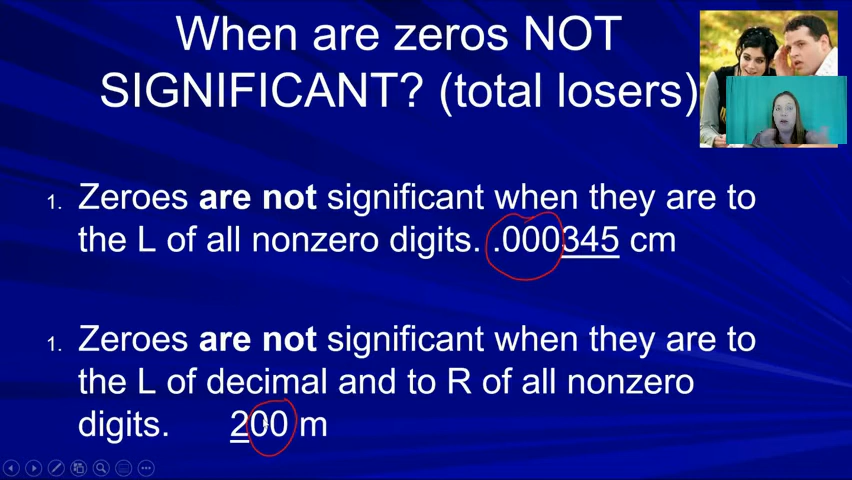 When are zeros NOT
SIGNIFICANT? (total losers)
1. Zeroes are not significant when they are to
the L of all nonzero digits. .000345 cm
1. Zeroes are not significant when they are to
the L of decimal and to R of all nonzero
digits. 200 m